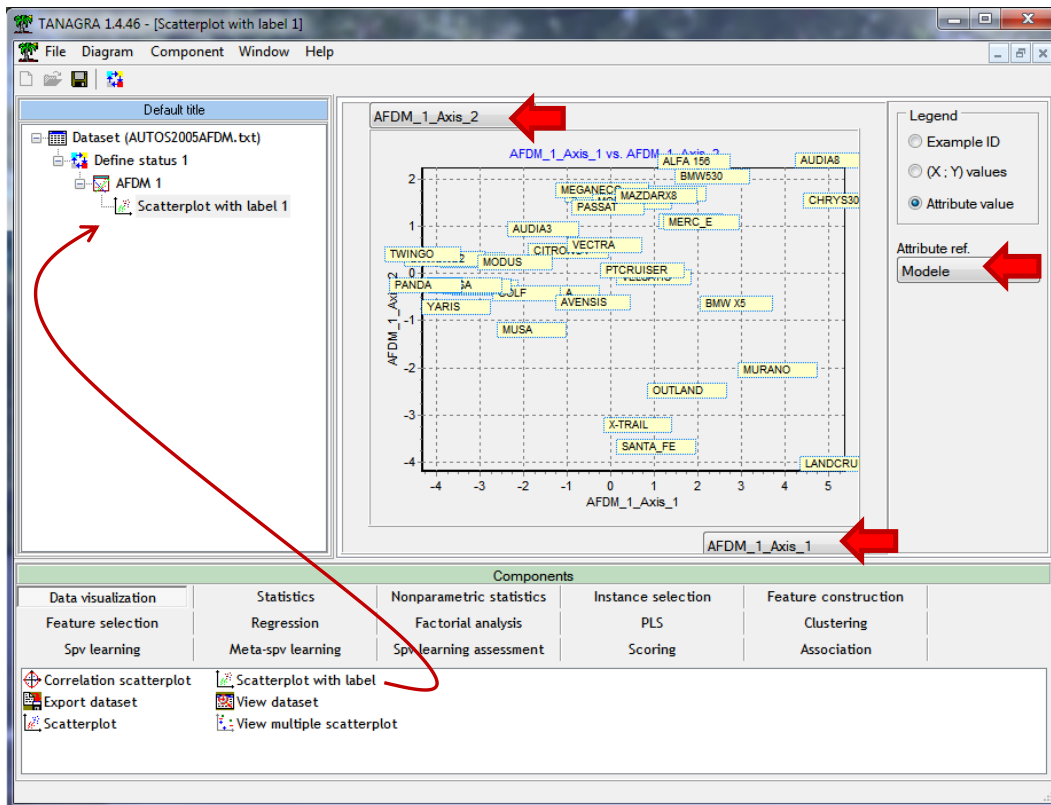 TANAGRA 1.4.46 - [Scatterplot with label 1]
File Diagram Component Window Help
Default title
Dataset (AUTOS2005AFDM.txt)
Define status 1
AFDM 1
Scatterplot with label 1
AFDM_1_Axis_2
AFDM_1_Axis_1 vs. AFDM_1_Axis_2
ALFA 156
AUDIA8
BMW530
MEGANECC
MAZDARX8
CHRYS30
PASSAT
MERC_E
AUDIA3
VECTRA
TWINGO
MODUS
PTCRUISER
PANDA
YARIS
AVENSIS
BMW X5
MUSA
MURANO
OUTLAND
X-TRAIL
SANTA_FE
LANDCRU
2
1
0
-1
-2
-3
-4
AFDM_1_Axis_2
-4 -3 -2 -1 0 1 2 3 4 5
AFDM_1_Axis_1
AFDM_1_Axis_1
Legend
Example ID
(X ; Y) values
Attribute value
Attribute ref.
Modele
Components
Data visualization Statistics Nonparametric statistics Instance selection Feature construction
Feature selection Regression Factorial analysis PLS Clustering
Spv learning Meta-spv learning Spv learning assessment Scoring Association
Correlation scatterplot Scatterplot with label
Export dataset View dataset
Scatterplot View multiple scatterplot